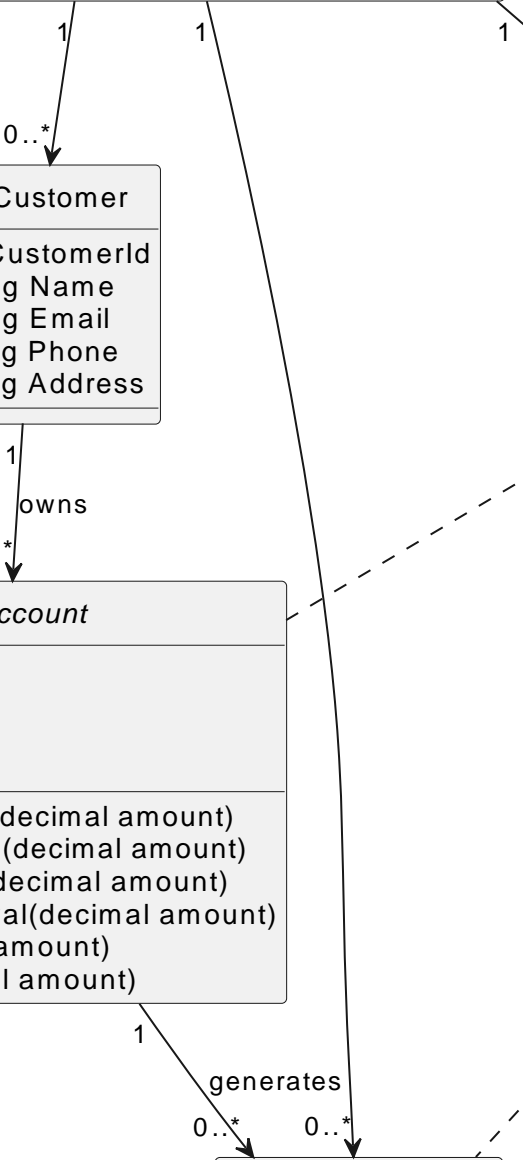 1
1
1
0..*
Customer
CustomerId
g Name
g Email
g Phone
g Address
1
owns
*
ccount
(decimal amount)
(decimal amount)
decimal amount)
al(decimal amount)
amount)
l amount)
1
generates
0..*
0..*